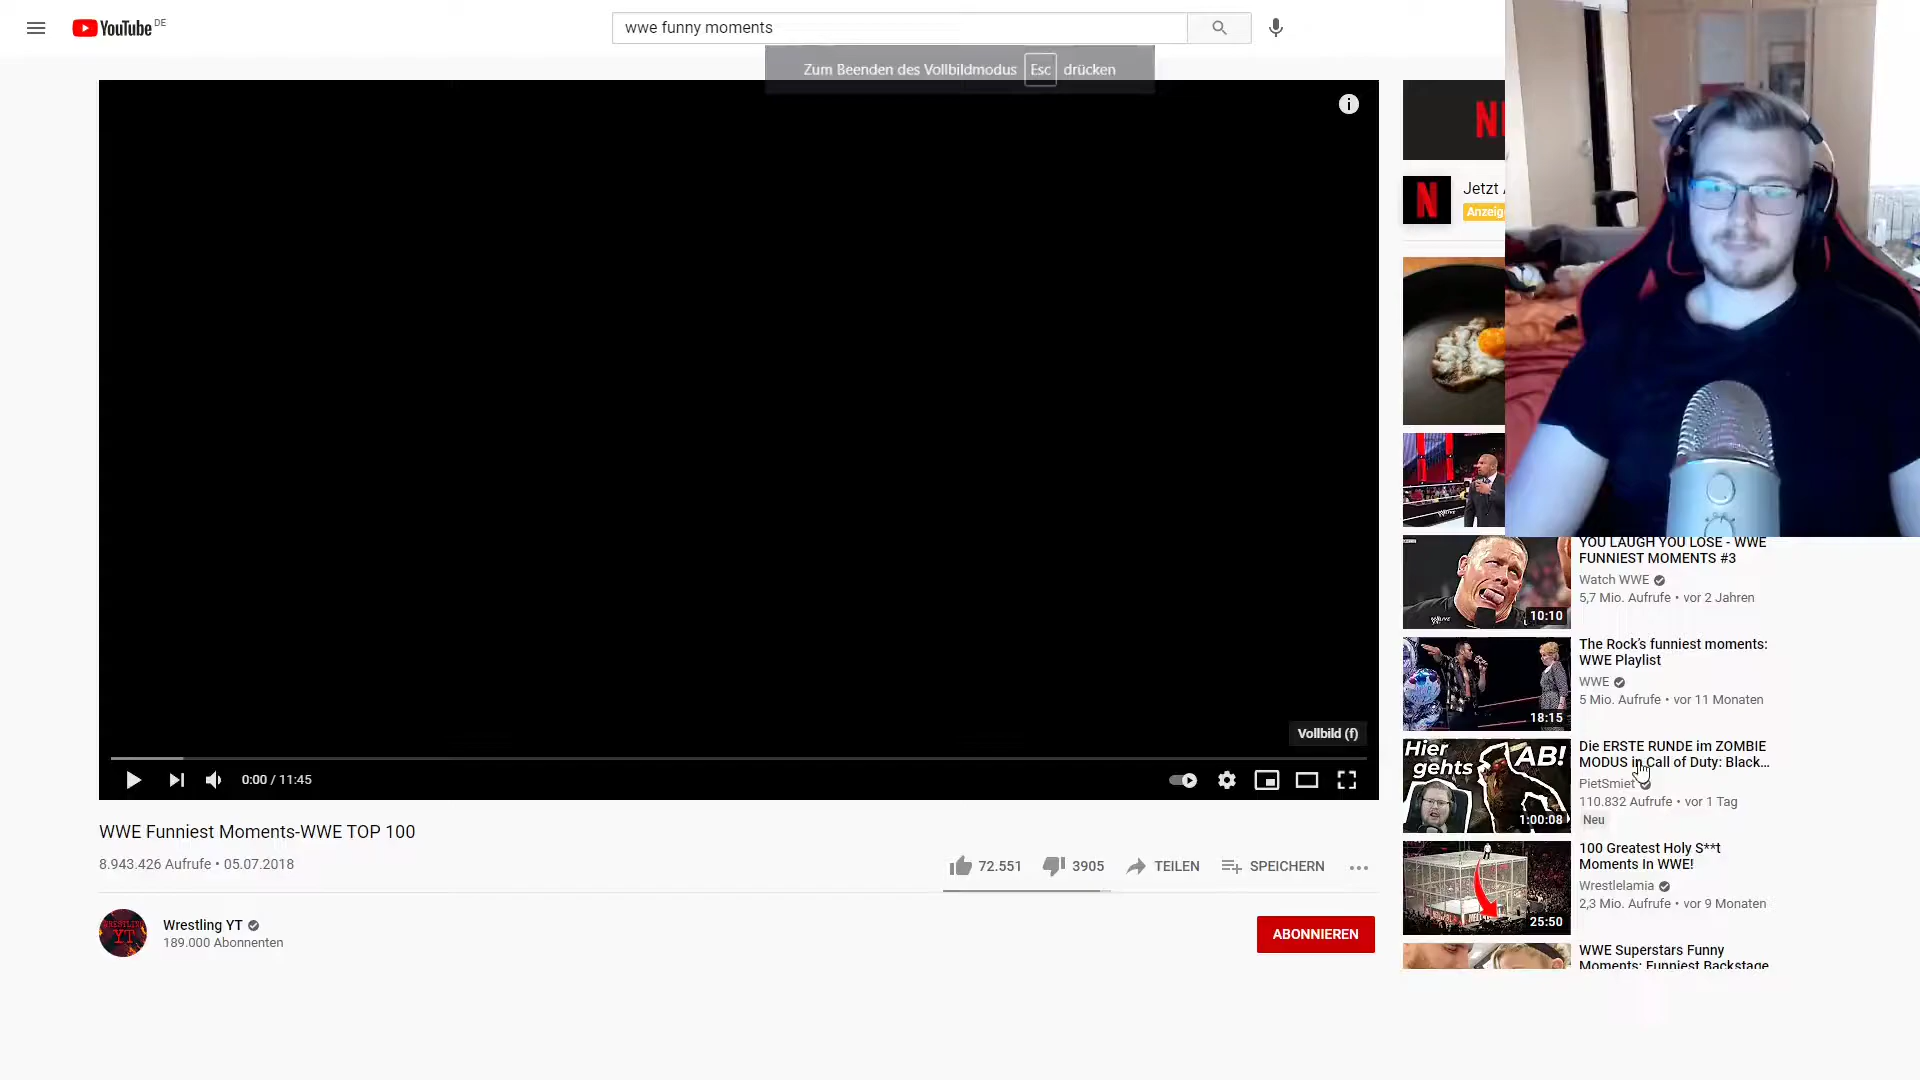 YouTube DE
wwe funny moments
Zum Beenden des Vollbildmodus Esc drücken
Jetzt
Vollbild (f)
0:00 / 11:45
WWE Funniest Moments-WWE TOP 100
8.943.426 Aufrufe • 05.07.2018
72.551
3905
TEILEN
SPEICHERN
Wrestling YT
189.000 Abonnenten
ABONNIEREN
YOU LAUGH YOU LOSE - WWE
FUNNIEST MOMENTS #3
Watch WWE
5,7 Mio. Aufrufe • vor 2 Jahren
10:10
The Rock's funniest moments:
WWE Playlist
WWE
5 Mio. Aufrufe • vor 11 Monaten
18:15
Hier
gehts
AB!
1:00:08
Die ERSTE RUNDE im ZOMBIE
MODUS in Call of Duty: Black...
PietSmiet
110.832 Aufrufe • vor 1 Tag
Neu
100 Greatest Holy S**t
Moments In WWE!
Wrestlelamia
2,3 Mio. Aufrufe • vor 9 Monaten
25:50
WWE Superstars Funny
Moments: Funniest Backstage